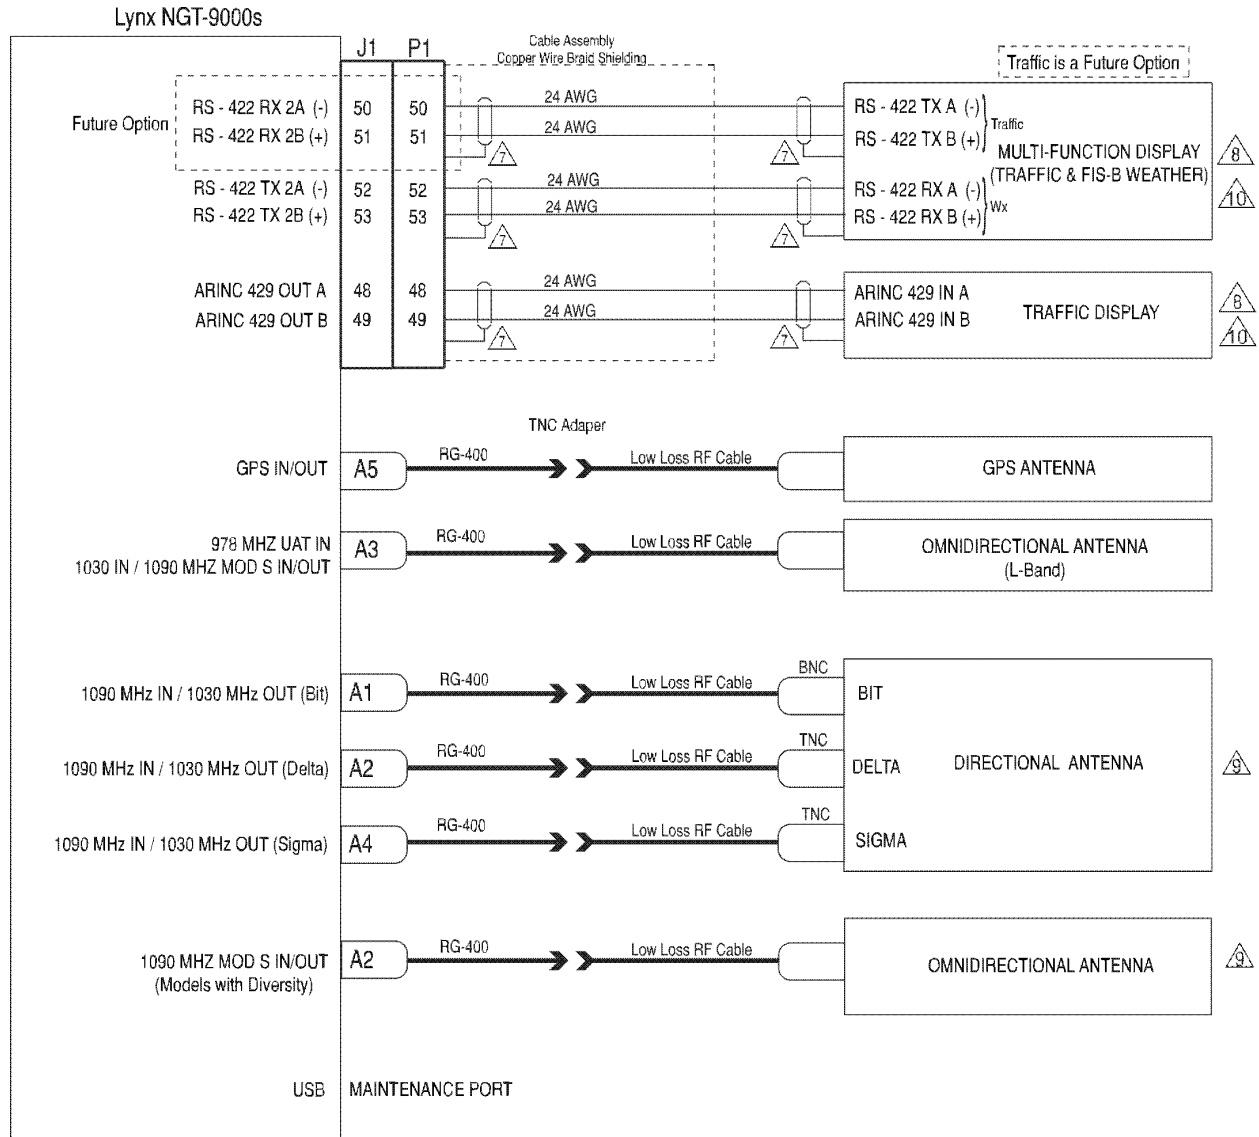 Lynx NGT-9000s
J1 P1
Cable Assembly
Copper Wire Braid Shielding
Traffic is a Future Option
Future Option
RS - 422 RX 2A (-) 50 50 24 AWG RS - 422 TX A (-)
RS - 422 RX 2B (+) 51 51 24 AWG RS - 422 TX B (+)
Traffic
7 7
MULTI-FUNCTION DISPLAY
(TRAFFIC & FIS-B WEATHER)
8
10
RS - 422 TX 2A (-) 52 52 24 AWG RS - 422 RX A (-)
RS - 422 TX 2B (+) 53 53 24 AWG RS - 422 RX B (+)
Wx
7 7
ARINC 429 OUT A 48 48 24 AWG ARINC 429 IN A
ARINC 429 OUT B 49 49 24 AWG ARINC 429 IN B
TRAFFIC DISPLAY
8
10
7 7
TNC Adaper
GPS IN/OUT A5 RG-400 Low Loss RF Cable GPS ANTENNA
978 MHZ UAT IN
1030 IN / 1090 MHZ MOD S IN/OUT
A3 RG-400 Low Loss RF Cable
OMNIDIRECTIONAL ANTENNA
(L-Band)
1090 MHz IN / 1030 MHz OUT (Bit) A1 RG-400 Low Loss RF Cable BNC BIT
1090 MHz IN / 1030 MHz OUT (Delta) A2 RG-400 Low Loss RF Cable TNC DELTA
DIRECTIONAL ANTENNA 9
1090 MHz IN / 1030 MHz OUT (Sigma) A4 RG-400 Low Loss RF Cable TNC SIGMA
1090 MHZ MOD S IN/OUT
(Models with Diversity)
A2 RG-400 Low Loss RF Cable
OMNIDIRECTIONAL ANTENNA 9
USB MAINTENANCE PORT